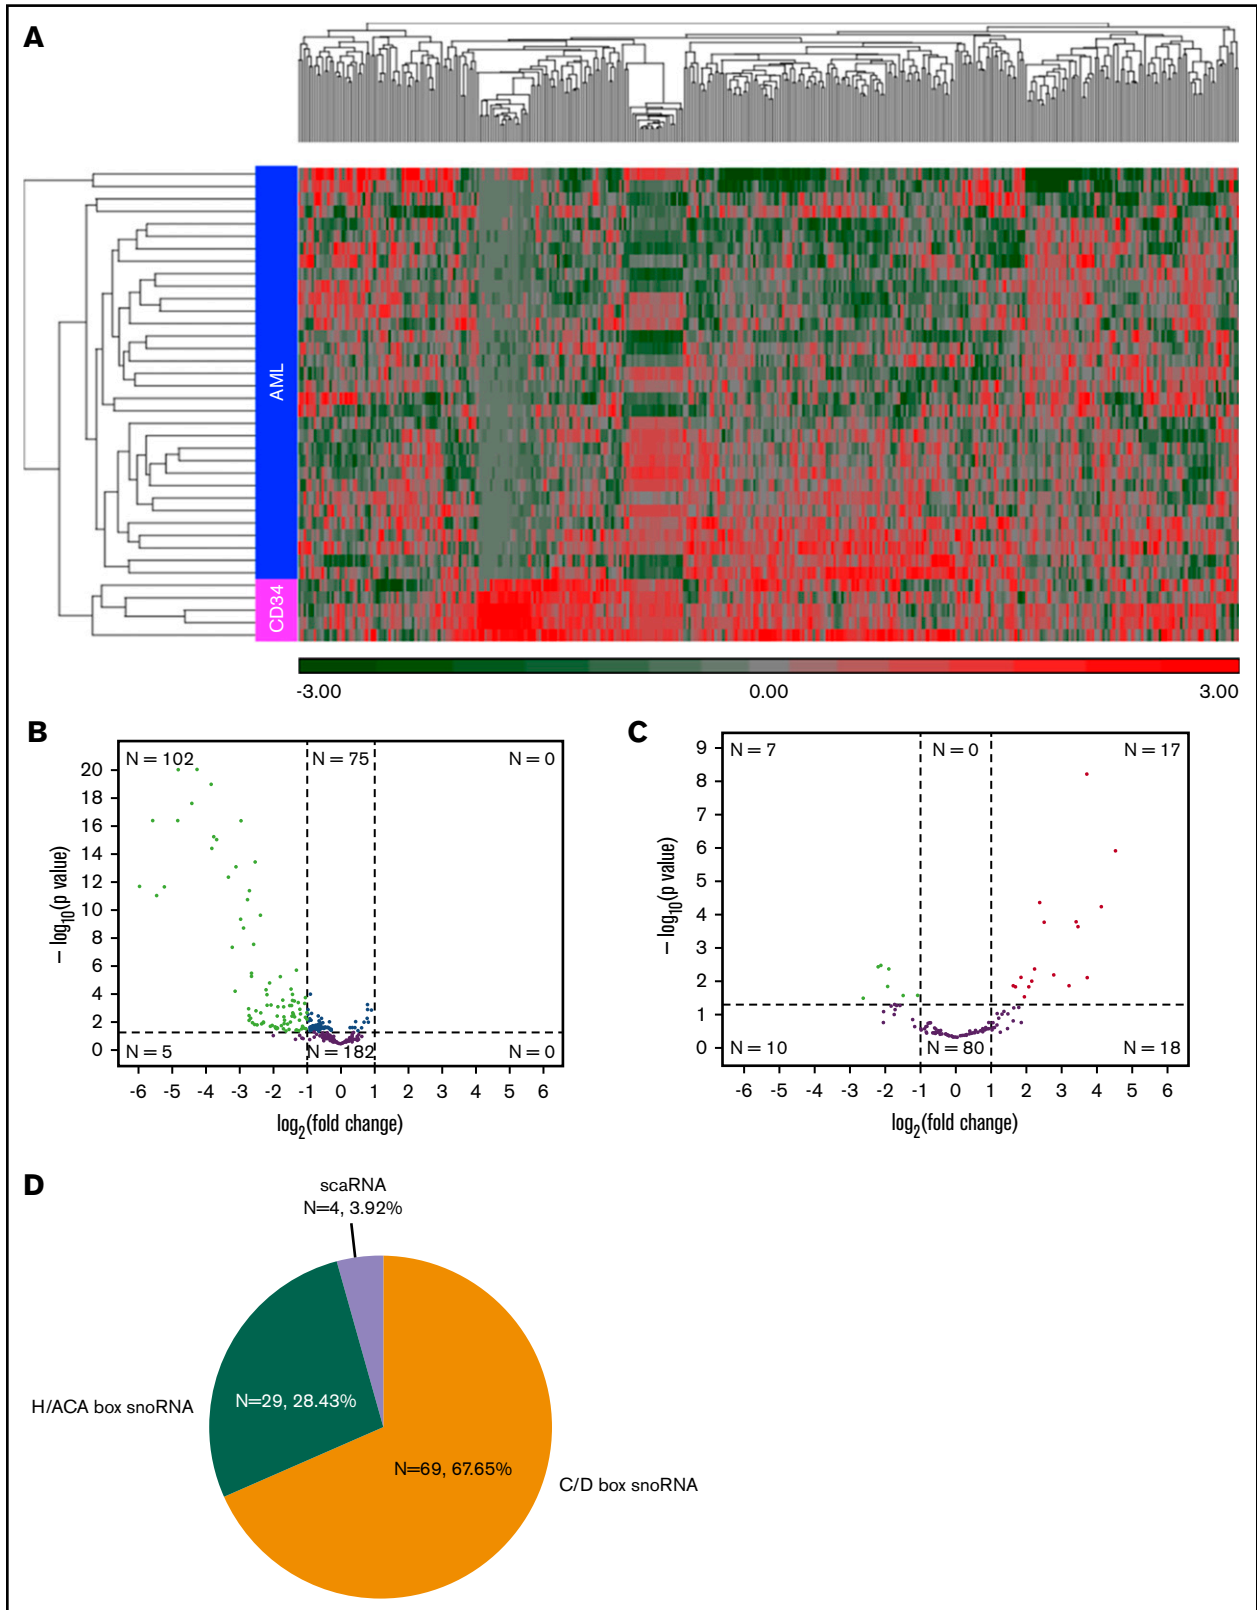 A
AML
CD34
-3.00 0.00 3.00
B
N = 102 N = 75 N = 0
20
18
16
14
12
10
8
6
4
2
0
– log10(p value)
N = 5 N = 182 N = 0
-6 -5 -4 -3 -2 -1 0 1 2 3 4 5 6
log2(fold change)
C
N = 7 N = 0 N = 17
9
8
7
6
5
4
3
2
1
0
– log10(p value)
N = 10 N = 80 N = 18
-6 -5 -4 -3 -2 -1 0 1 2 3 4 5 6
log2(fold change)
D
scaRNA
N=4, 3.92%
H/ACA box snoRNA
N=29, 28.43%
N=69, 67.65%
C/D box snoRNA